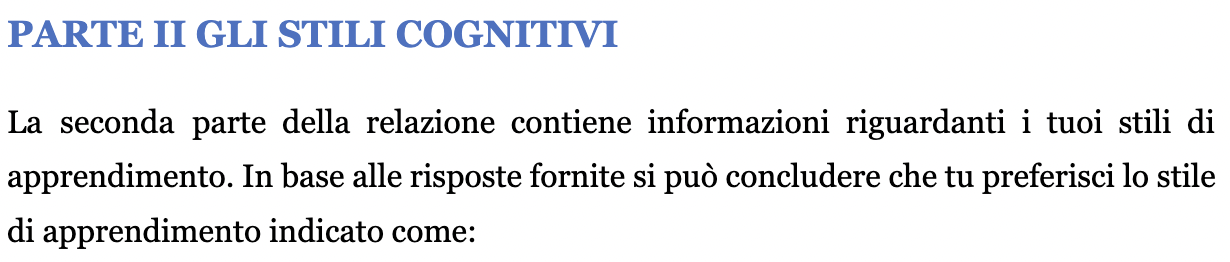 PARTE II GLI STILI COGNITIVI
La seconda parte della relazione contiene informazioni riguardanti i tuoi stili di
apprendimento. In base alle risposte fornite si può concludere che tu preferisci lo stile
di apprendimento indicato come: